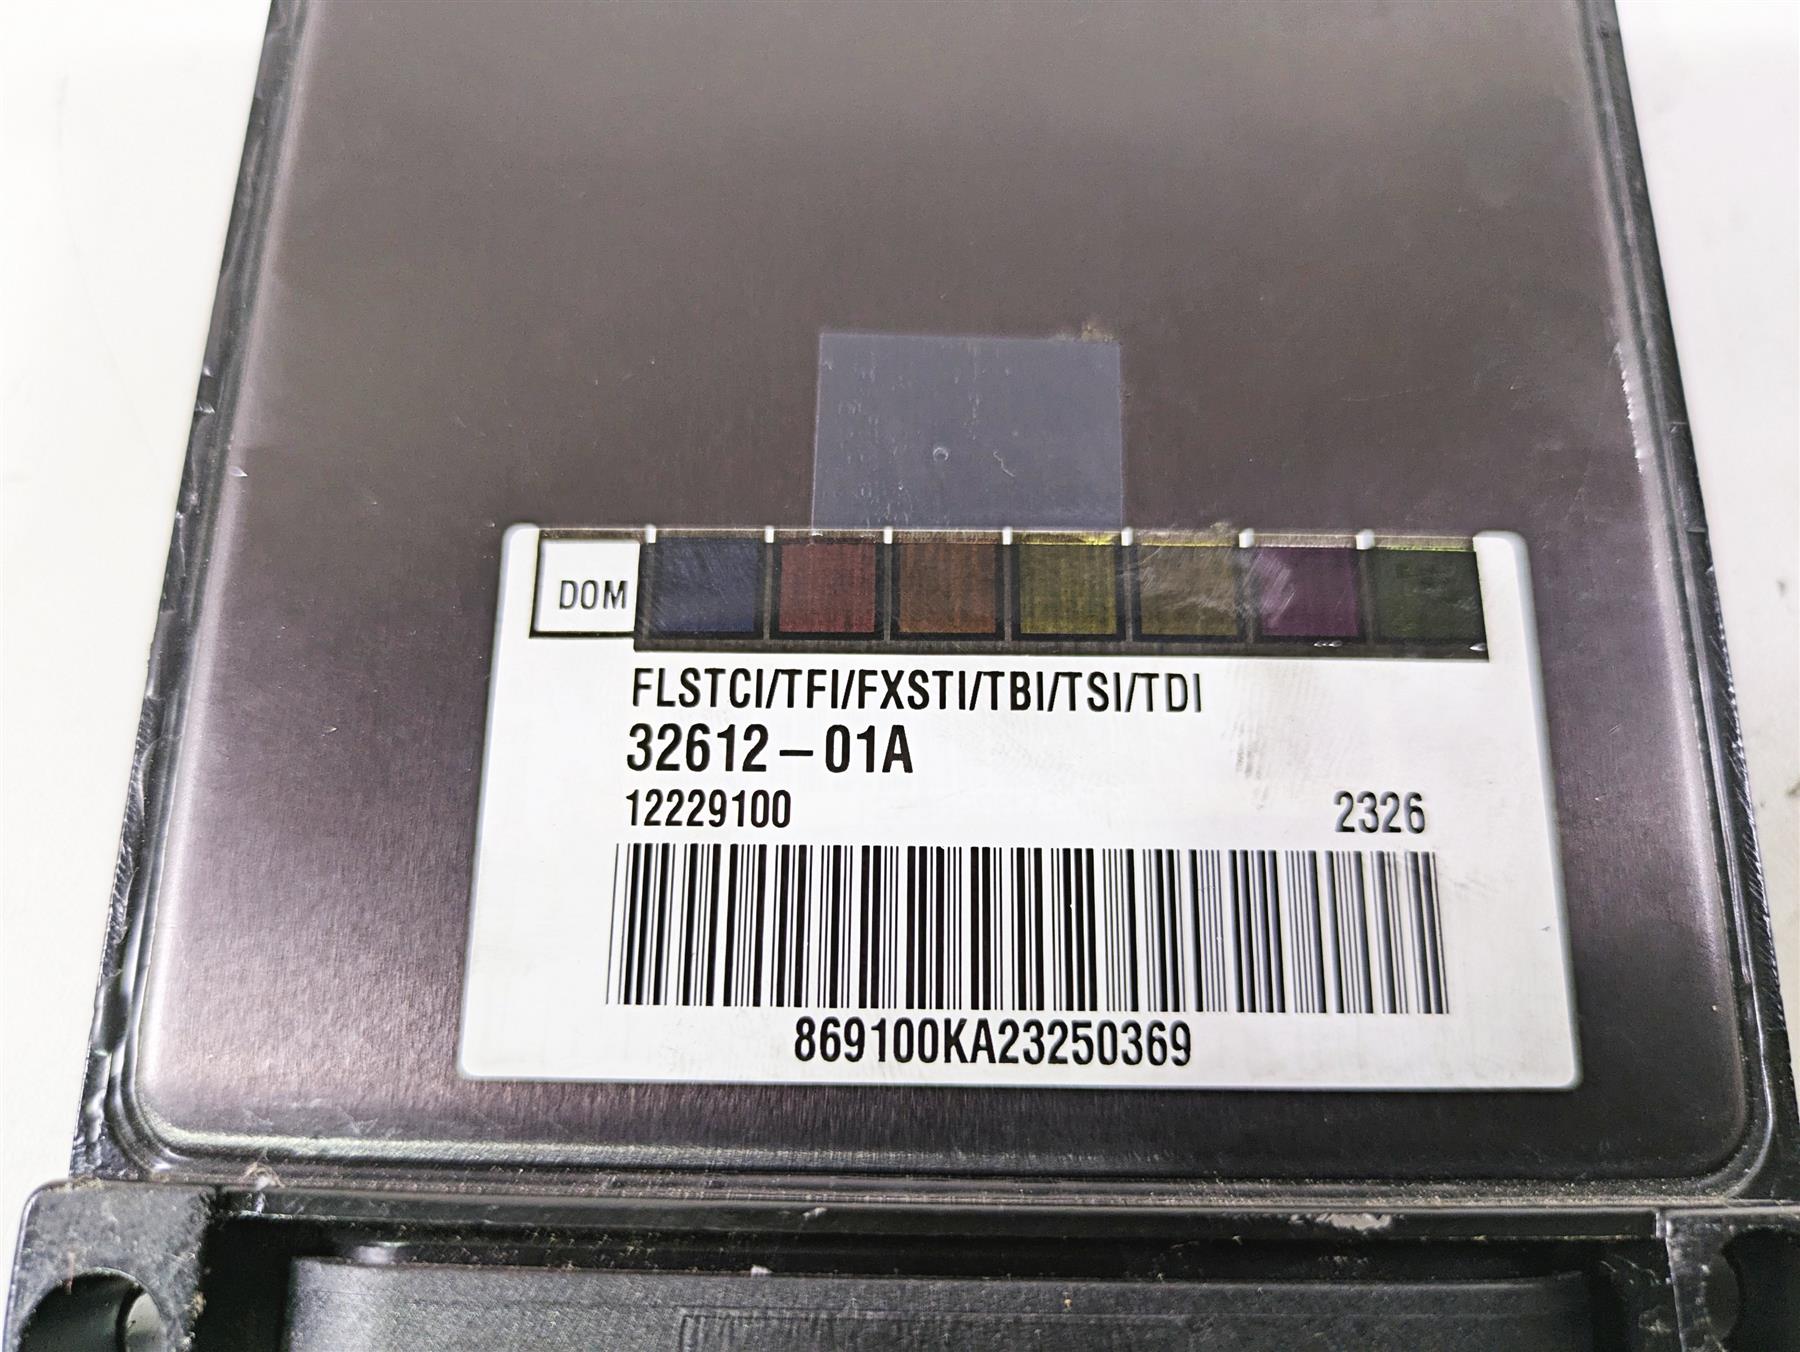 DOM
FLSTCI/TFI/FXSTI/TBI/TSI/TDI
32612-01A
12229100 2326
869100KA23250369